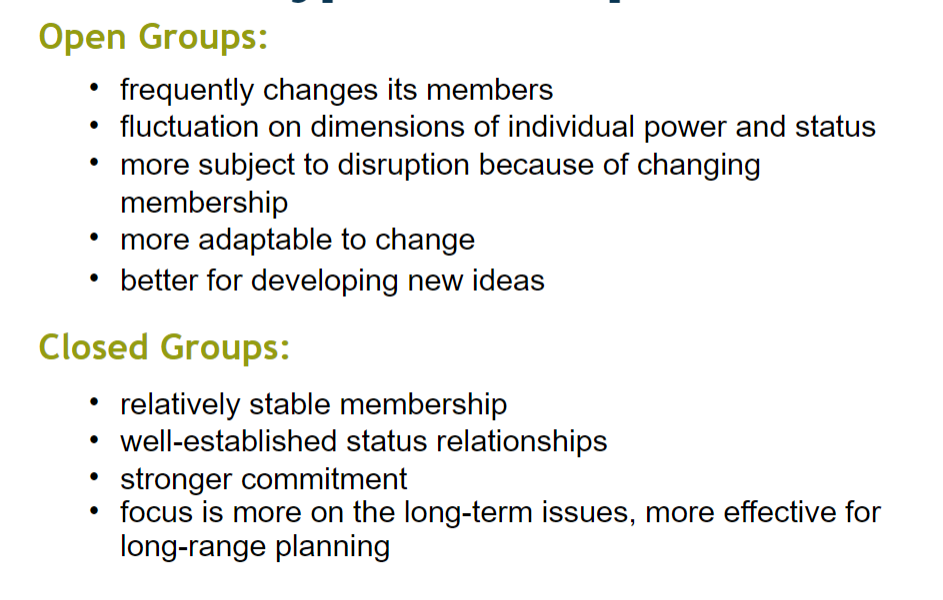 Open Groups:
• frequently changes its members
• fluctuation on dimensions of individual power and status
• more subject to disruption because of changing
membership
• more adaptable to change
• better for developing new ideas
Closed Groups:
• relatively stable membership
• well-established status relationships
• stronger commitment
• focus is more on the long-term issues, more effective for
long-range planning